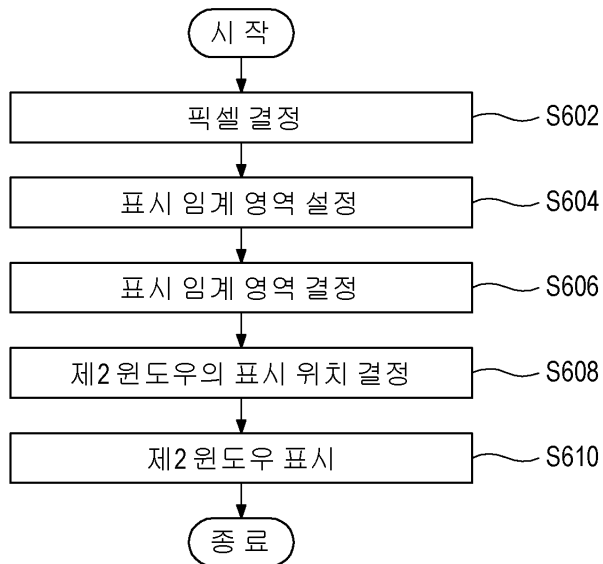 시 작
픽셀 결정
S602
표시 임계 영역 설정
S604
표시 임계 영역 결정
S606
제2 윈도우의 표시 위치 결정
S608
제2 윈도우 표시
S610
종 료